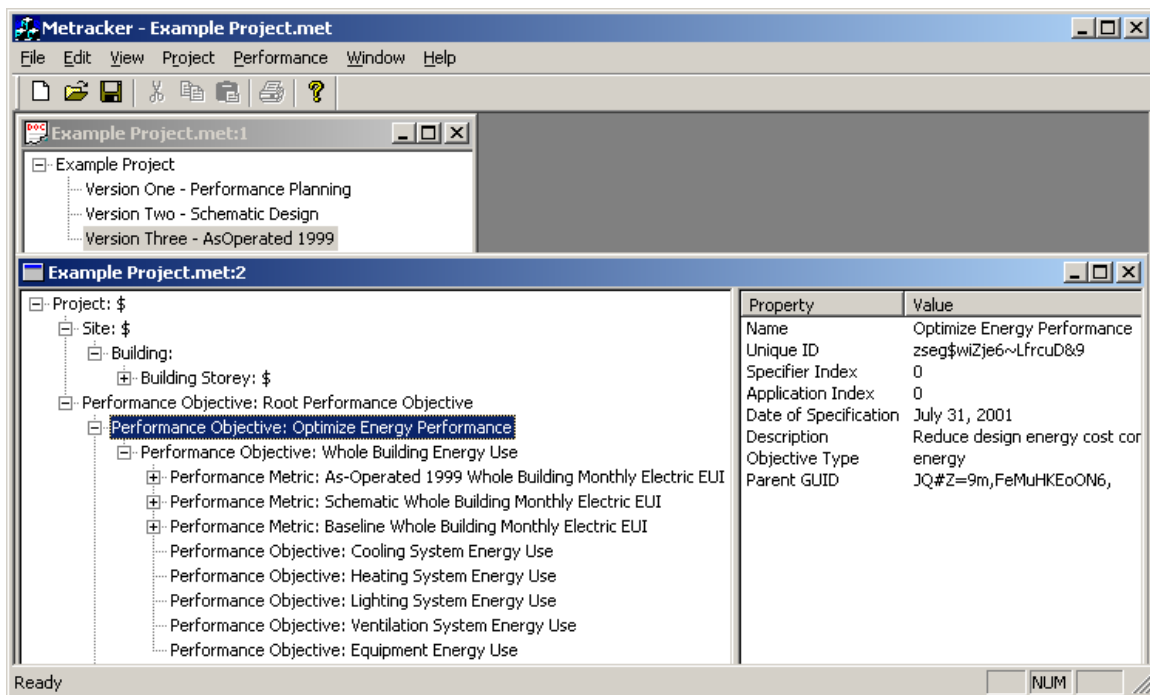 Metracker - Example Project.met
File Edit View Project Performance Window Help
Example Project.met:1
Example Project
Version One - Performance Planning
Version Two - Schematic Design
Version Three - AsOperated 1999
Example Project.met:2
Project: $
Site: $
Building:
Building Storey: $
Performance Objective: Root Performance Objective
Performance Objective: Optimize Energy Performance
Performance Objective: Whole Building Energy Use
Performance Metric: As-Operated 1999 Whole Building Monthly Electric EUI
Performance Metric: Schematic Whole Building Monthly Electric EUI
Performance Metric: Baseline Whole Building Monthly Electric EUI
Performance Objective: Cooling System Energy Use
Performance Objective: Heating System Energy Use
Performance Objective: Lighting System Energy Use
Performance Objective: Ventilation System Energy Use
Performance Objective: Equipment Energy Use
Property Value
Name Optimize Energy Performance
Unique ID zseg$wiZje6~LfrcuD&9
Specifier Index 0
Application Index 0
Date of Specification July 31, 2001
Description Reduce design energy cost cor
Objective Type energy
Parent GUID JQ#Z=9m,FeMuHKEoON6,
Ready NUM